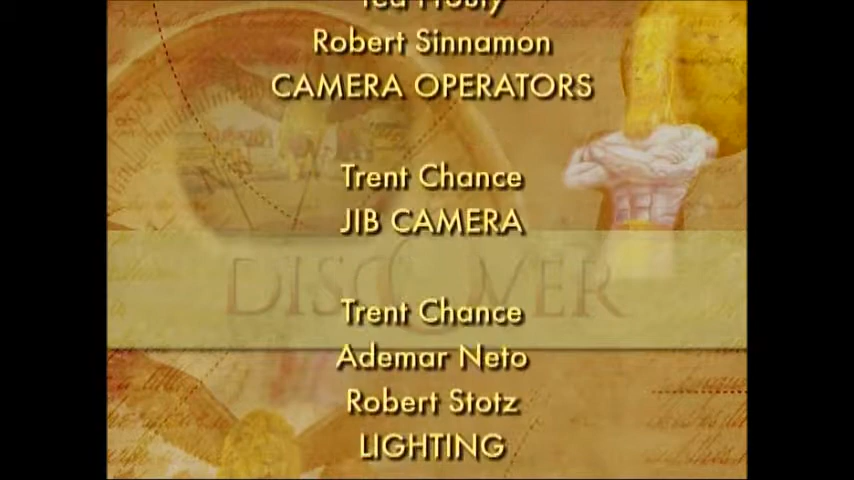 Robert Sinnamon
CAMERA OPERATORS
Trent Chance
JIB CAMERA
DISCOVER
Trent Chance
Ademar Neto
Robert Stotz
LIGHTING